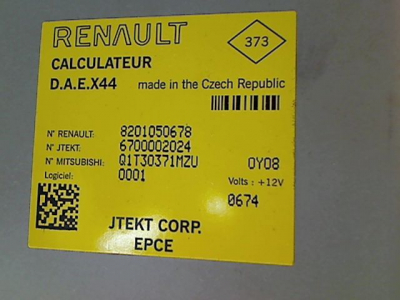 RENAULT
373
CALCULATEUR
D.A.E.X44 made in the Czech Republic
N° RENAULT: 8201050678
N° JTEKT: 6700002024
N° MITSUBISHI: Q1T30371MZU 0Y08
Logiciel: 0001 Volts : +12V
0674
JTEKT CORP.
EPCE